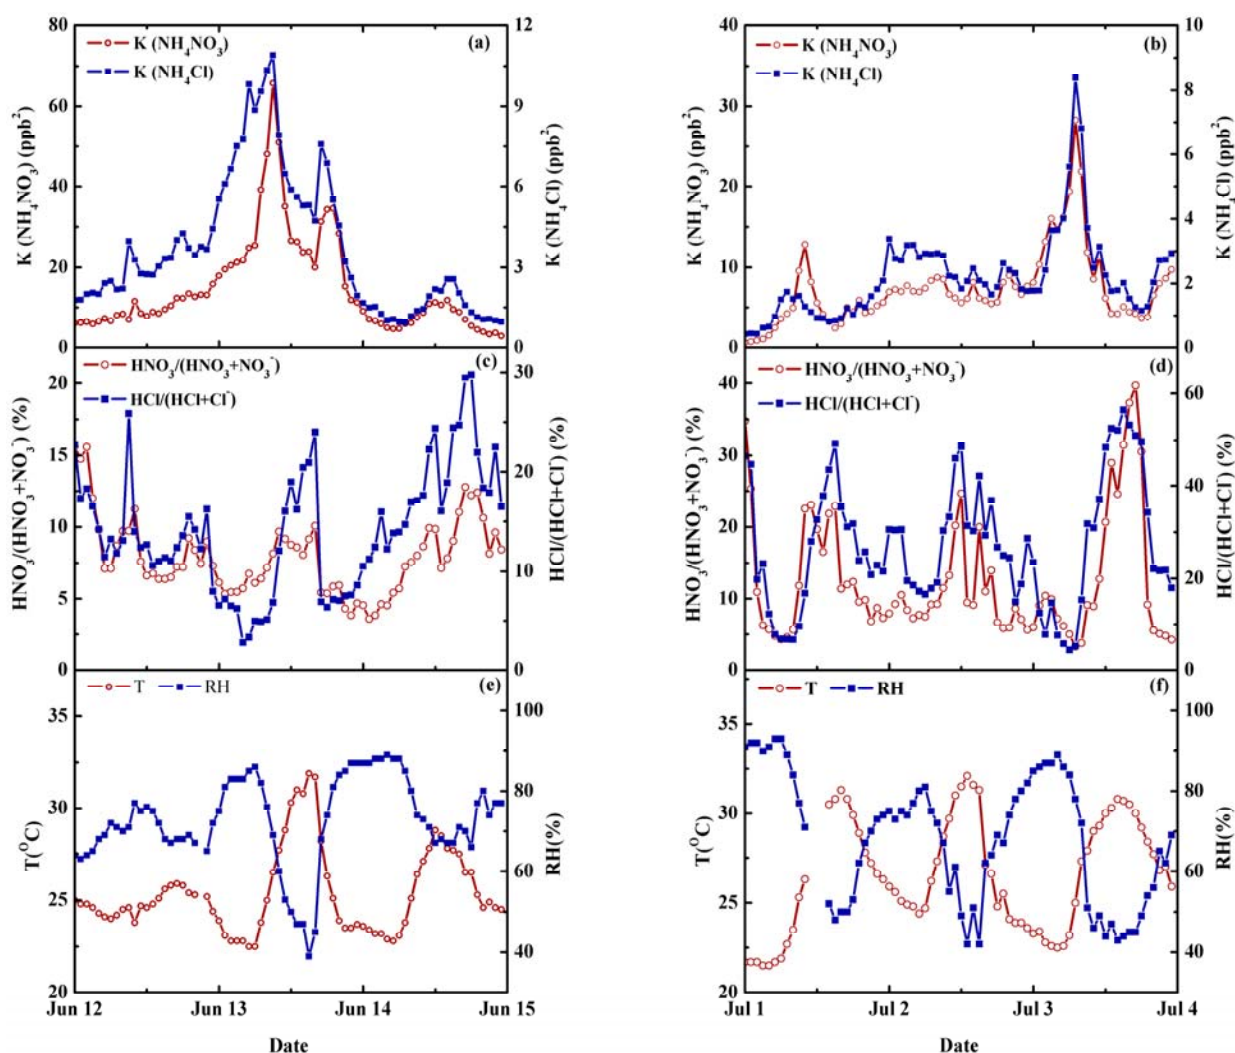 80
60
40
20
0
K (NH₄NO₃) (ppb²)
K (NH₄NO₃)
K (NH₄Cl)
(a)
12
9
6
3
0
K (NH₄Cl) (ppb²)
40
30
20
10
0
K (NH₄NO₃) (ppb²)
K (NH₄NO₃)
K (NH₄Cl)
(b)
10
8
6
4
2
0
K (NH₄Cl) (ppb²)
20
15
10
5
0
HNO₃/(HNO₃+NO₃⁻) (%)
HNO₃/(HNO₃+NO₃⁻)
HCl/(HCl+Cl⁻)
(c)
30
20
10
0
HCl/(HCl+Cl⁻) (%)
40
30
20
10
0
HNO₃/(HNO₃+NO₃⁻) (%)
HNO₃/(HNO₃+NO₃⁻)
HCl/(HCl+Cl⁻)
(d)
60
40
20
0
HCl/(HCl+Cl⁻) (%)
35
30
25
20
T(°C)
T RH
(e)
100
80
60
40
RH(%)
Jun 12 Jun 13 Jun 14 Jun 15
Date
35
30
25
20
T(°C)
T RH
(f)
100
80
60
40
RH(%)
Jul 1 Jul 2 Jul 3 Jul 4
Date